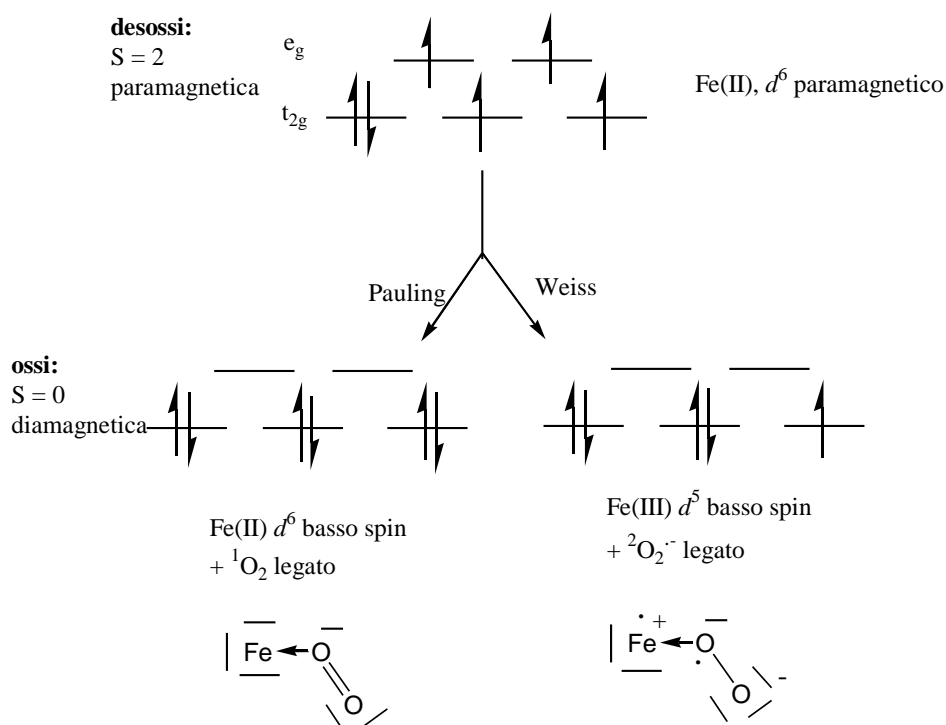 desossi:
S = 2
paramagnetica
e_g
t_2g
Fe(II), d^6 paramagnetico
Pauling
Weiss
ossi:
S = 0
diamagnetica
Fe(II) d^6 basso spin
+ ^1O_2 legato
Fe(III) d^5 basso spin
+ ^2O_2^·- legato
Fe O
O
Fe + O
O -